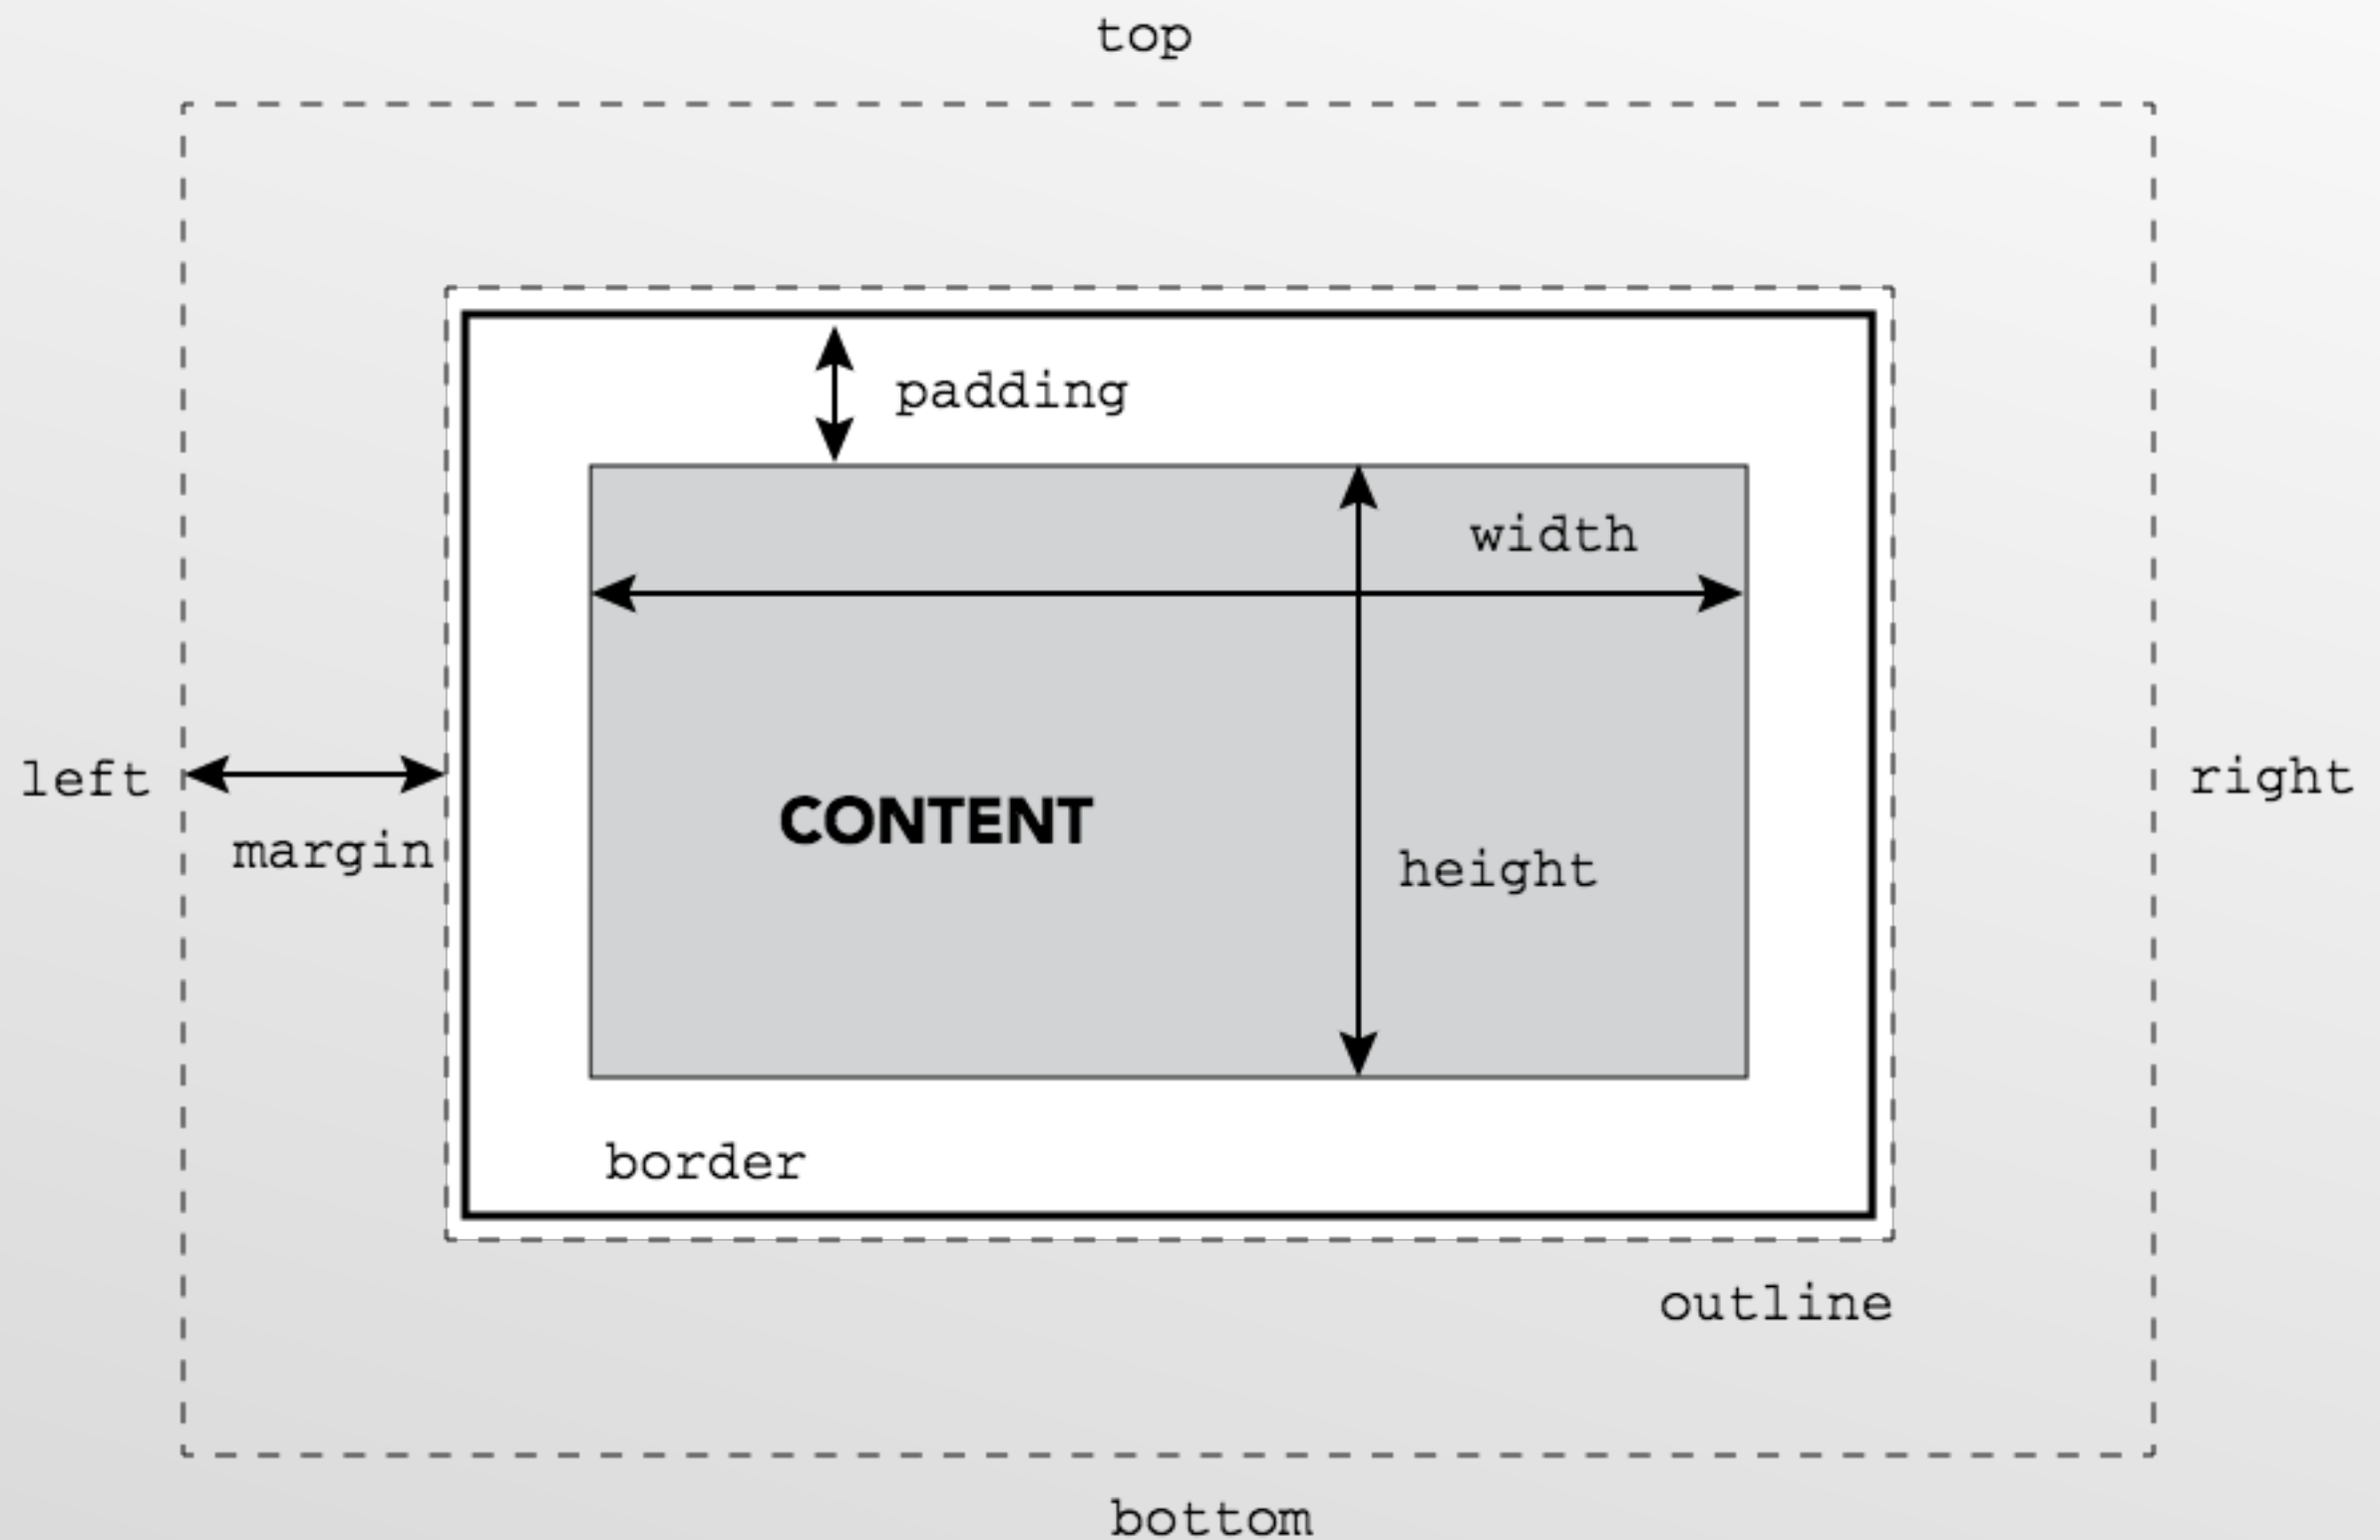 top
padding
width
left
right
CONTENT
margin
height
border
outline
bottom